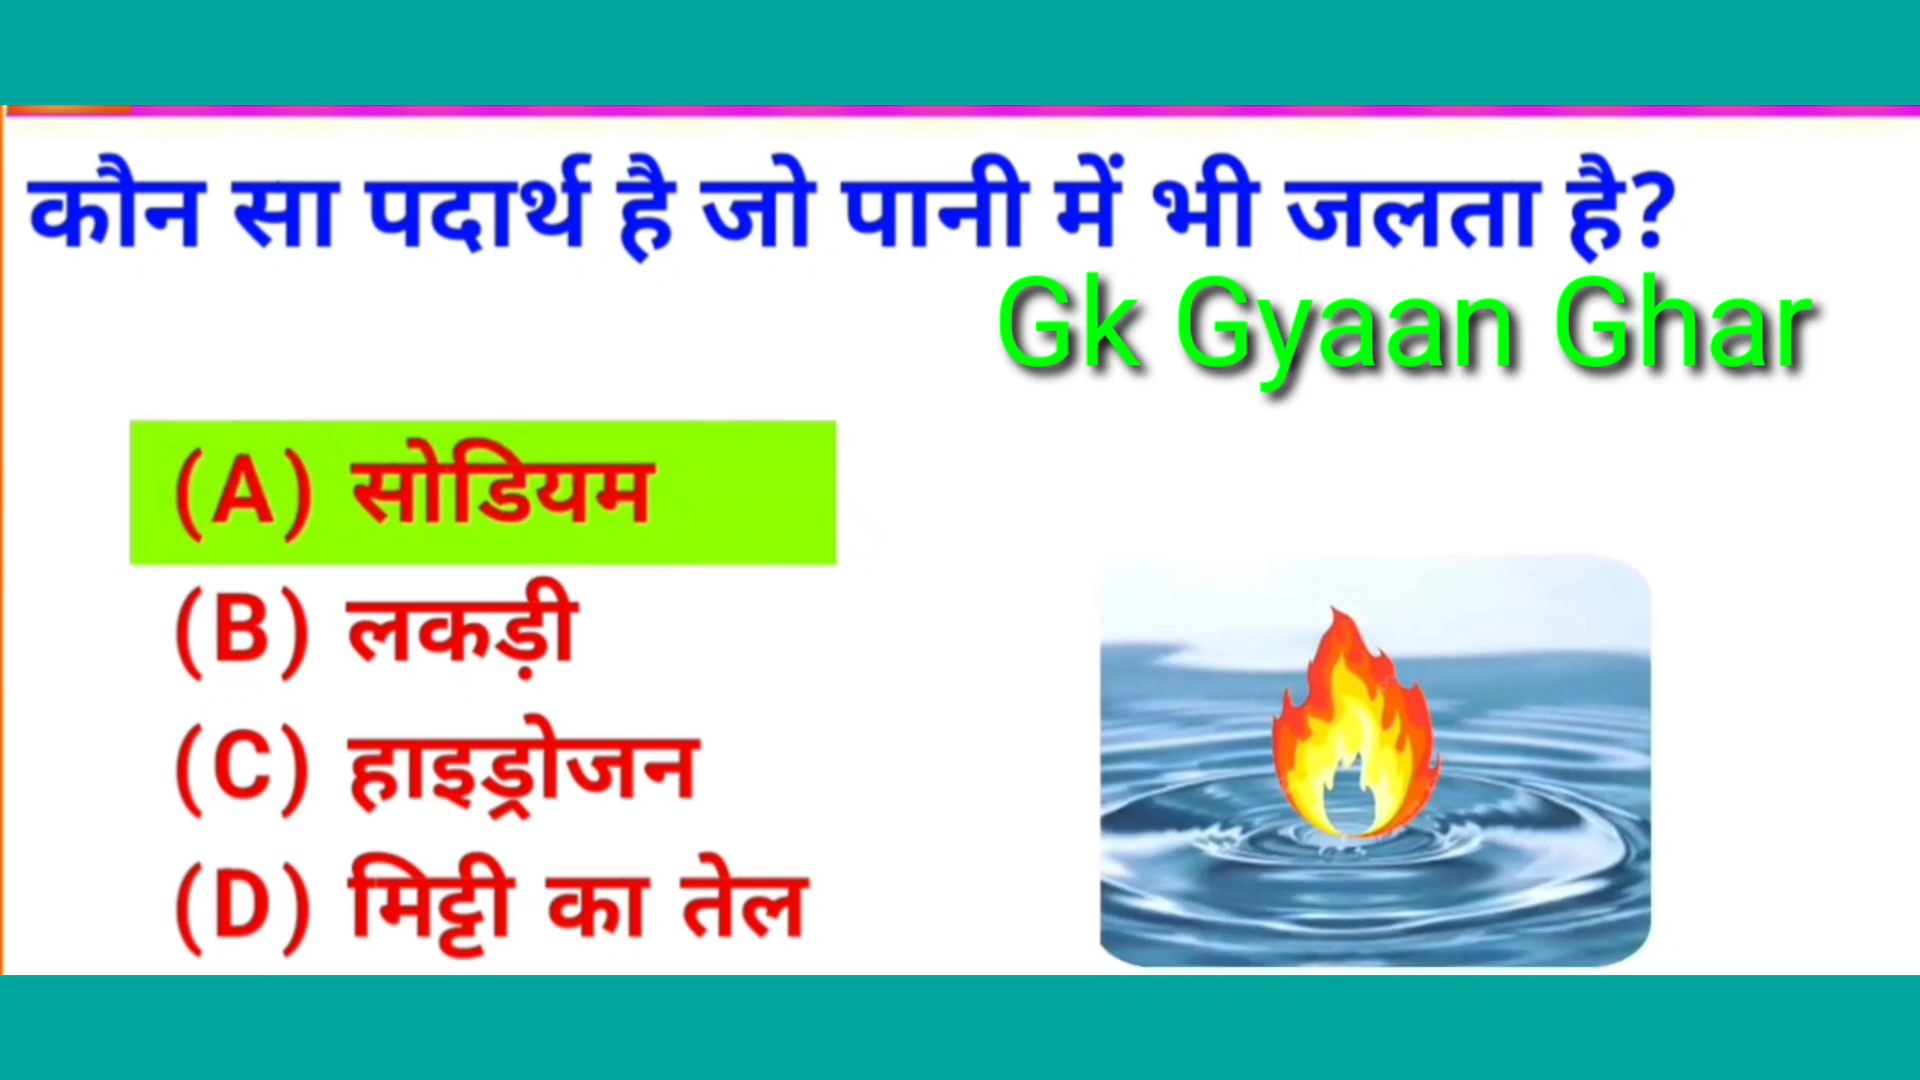 कौन सा पदार्थ है जो पानी में भी जलता है?
Gk Gyaan Ghar
(A) सोडियम
(B) लकड़ी
(C) हाइड्रोजन
(D) मिट्टी का तेल